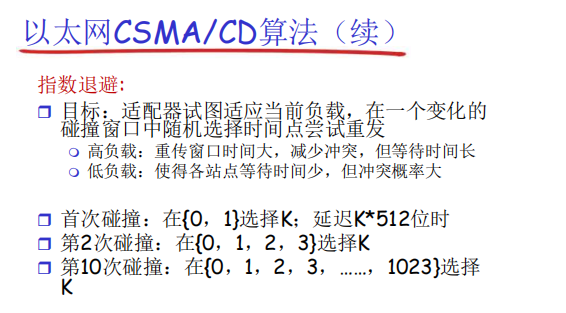 以太网CSMA/CD算法（续）
指数退避:
目标：适配器试图适应当前负载，在一个变化的
碰撞窗口中随机选择时间点尝试重发
高负载：重传窗口时间大，减少冲突，但等待时间长
低负载：使得各站点等待时间少，但冲突概率大
首次碰撞：在{0，1}选择K；延迟K*512位时
第2次碰撞：在{0，1，2，3}选择K
第10次碰撞：在{0，1，2，3，……，1023}选择
K